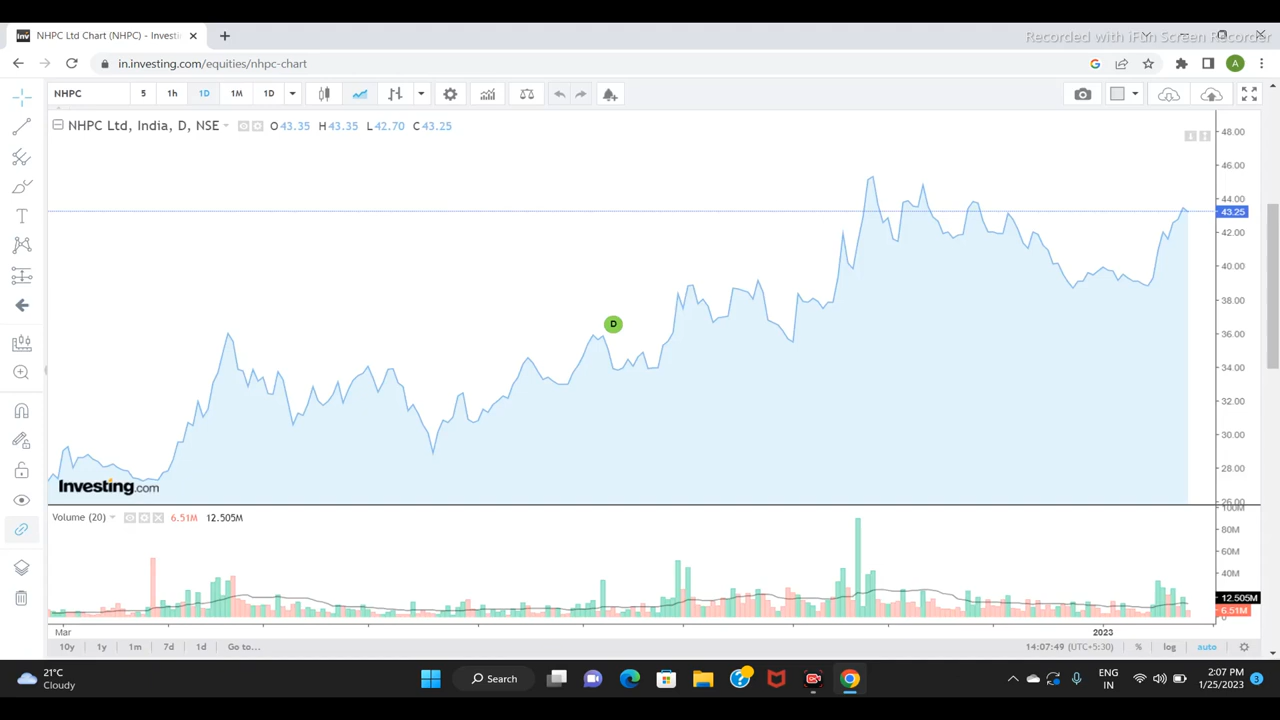 NHPC Ltd Chart (NHPC) - Investi
Recorded with iFun Screen Recorder
in.investing.com/equities/nhpc-chart
G
A
NHPC 5 1h 1D 1M 1D
NHPC Ltd, India, D, NSE O43.35 H43.35 L42.70 C43.25
48.00
46.00
44.00
43.25
42.00
40.00
38.00
D
36.00
34.00
32.00
30.00
28.00
Investing.com
26.00
100M
Volume (20) 6.51M 12.505M
80M
60M
40M
12.505M
6.51M
0
Mar 2023
10y 1y 1m 7d 1d Go to... 14:07:49 (UTC+5:30) % log auto
21°C
Cloudy
Search
ENG
IN
2:07 PM
1/25/2023
3